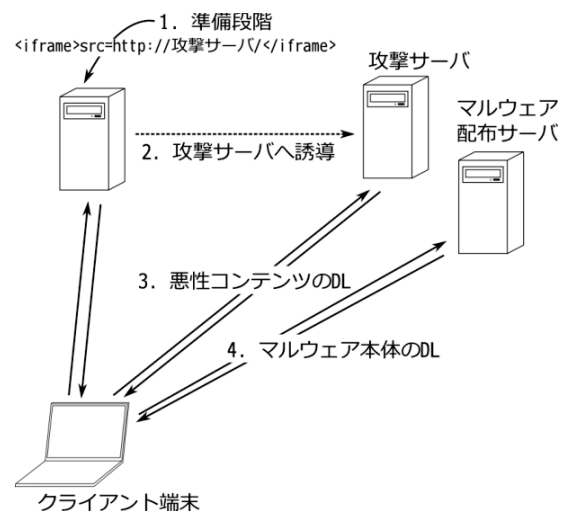 1. 準備段階
<iframe>src=http://攻撃サーバ/</iframe>
攻撃サーバ
マルウェア
配布サーバ
2. 攻撃サーバへ誘導
3. 悪性コンテンツのDL
4. マルウェア本体のDL
クライアント端末